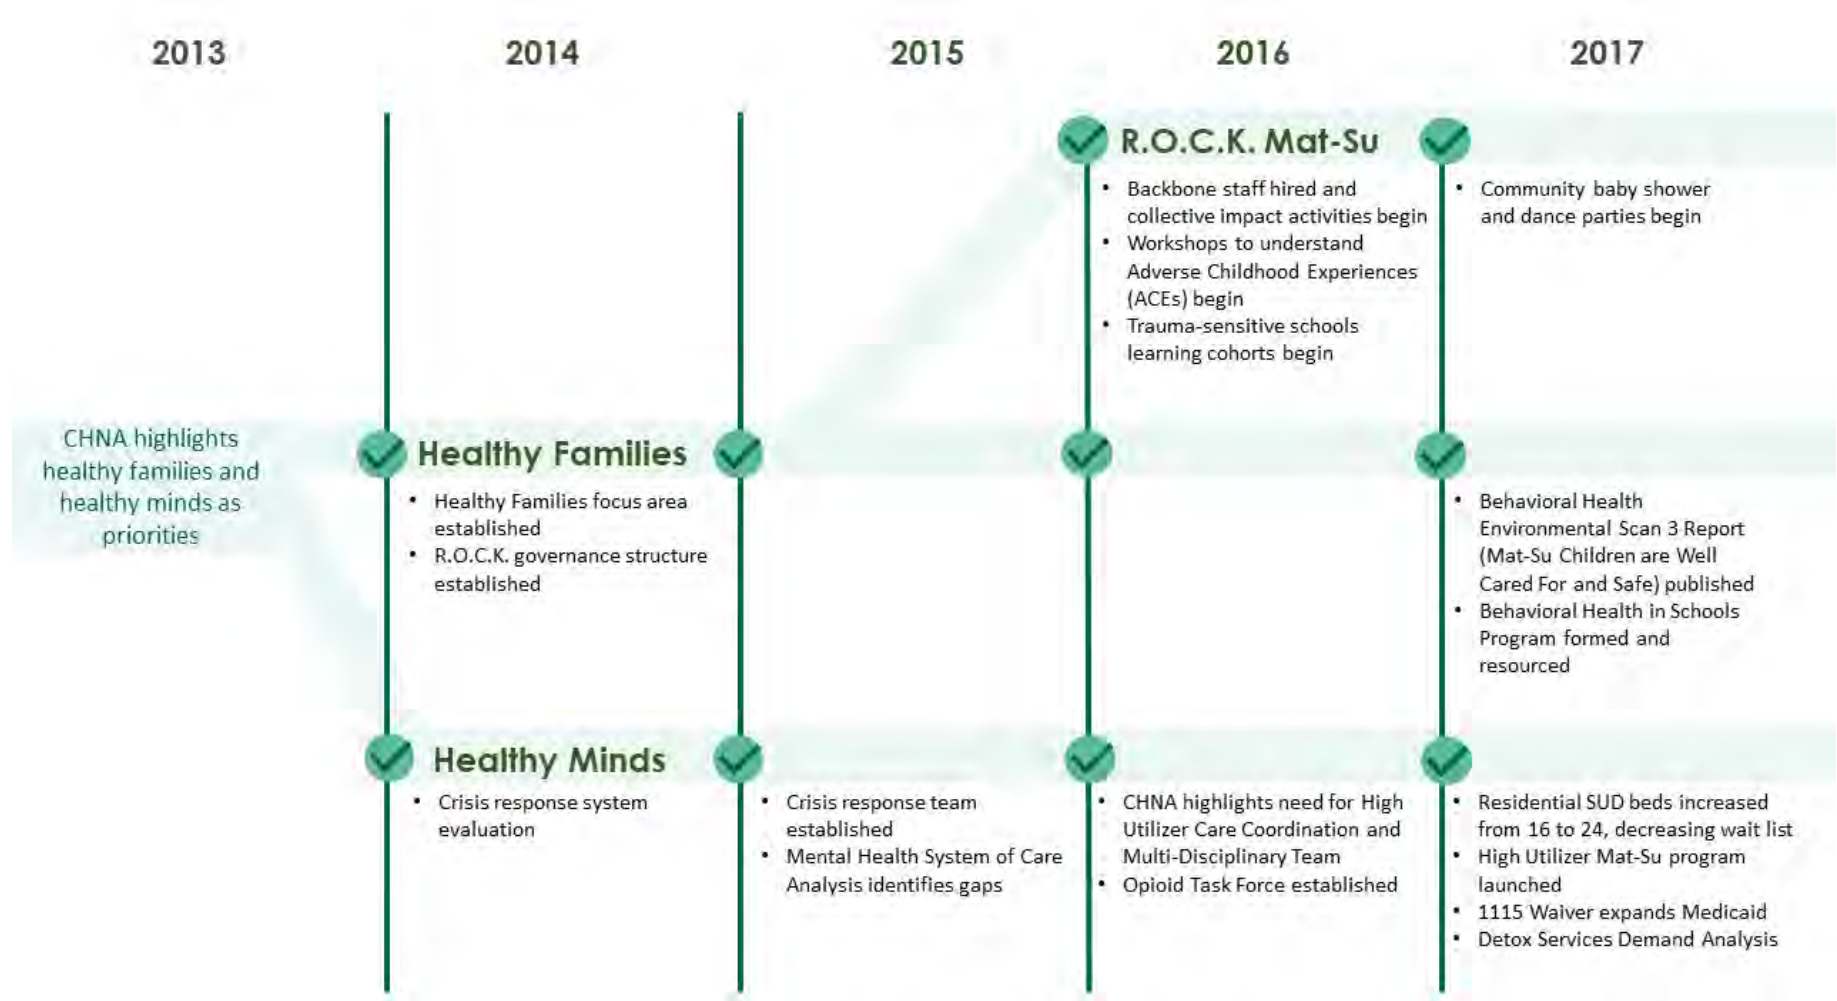 2013
2014
2015
2016
2017
R.O.C.K. Mat-Su
• Backbone staff hired and
collective impact activities begin
• Workshops to understand
Adverse Childhood Experiences
(ACEs) begin
• Trauma-sensitive schools
learning cohorts begin
• Community baby shower
and dance parties begin
CHNA highlights
healthy families and
healthy minds as
priorities
Healthy Families
• Healthy Families focus area
established
• R.O.C.K. governance structure
established
• Behavioral Health
Environmental Scan 3 Report
(Mat-Su Children are Well
Cared For and Safe) published
• Behavioral Health in Schools
Program formed and
resourced
Healthy Minds
• Crisis response system
evaluation
• Crisis response team
established
• Mental Health System of Care
Analysis identifies gaps
• CHNA highlights need for High
Utilizer Care Coordination and
Multi-Disciplinary Team
• Opioid Task Force established
• Residential SUD beds increased
from 16 to 24, decreasing wait list
• High Utilizer Mat-Su program
launched
• 1115 Waiver expands Medicaid
• Detox Services Demand Analysis